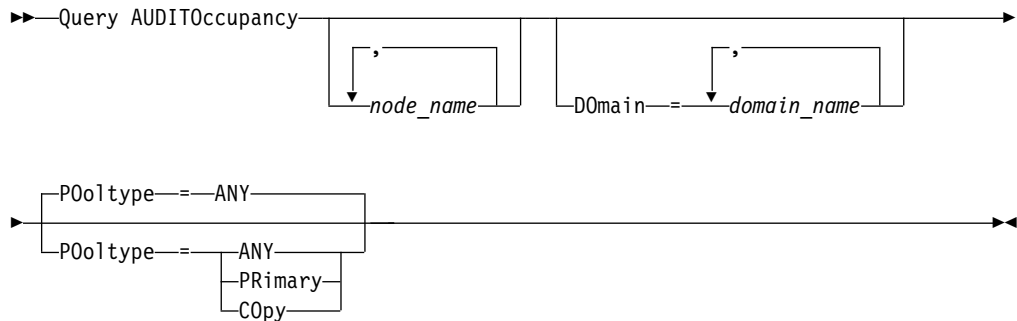 Query AUDITOccupancy
, ,
node_name DOmain = domain_name
POoltype = ANY
POoltype = ANY
PRimary
COpy